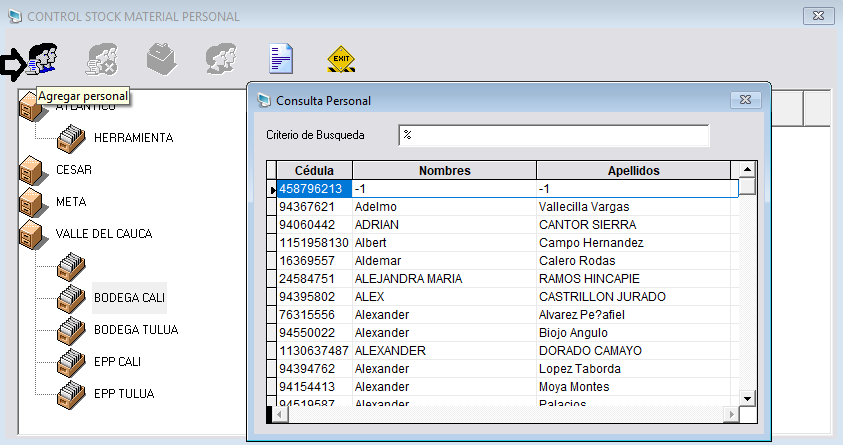 CONTROL STOCK MATERIAL PERSONAL
EXIT
Agregar personal
ATLANTICO
HERRAMIENTA
CESAR
META
VALLE DEL CAUCA
BODEGA CALI
BODEGA TULUA
EPP CALI
EPP TULUA
Consulta Personal
Criterio de Busqueda %
Cédula Nombres Apellidos
458796213 -1 -1
94367621 Adelmo Vallecilla Vargas
94060442 ADRIAN CANTOR SIERRA
1151958130 Albert Campo Hernandez
16369557 Aldemar Calero Rodas
24584751 ALEJANDRA MARIA RAMOS HINCAPIE
94395802 ALEX CASTRILLON JURADO
76315556 Alexander Alvarez Pe?afiel
94550022 Alexander Biojo Angulo
1130637487 ALEXANDER DORADO CAMAYO
94394762 Alexander Lopez Taborda
94154413 Alexander Moya Montes
94519587 Alexander Palacios